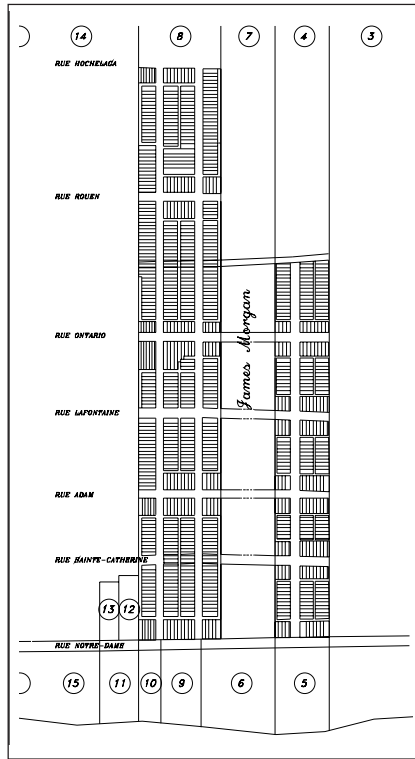 14 8 7 4 3
RUE HOCHELAGA
RUE ROUEN
RUE ONTARIO
James Morgan
RUE LAFONTAINE
RUE ADAM
RUE SAINTE-CATHERINE
13 12
RUE NOTRE-DAME
15 11 10 9 6 5